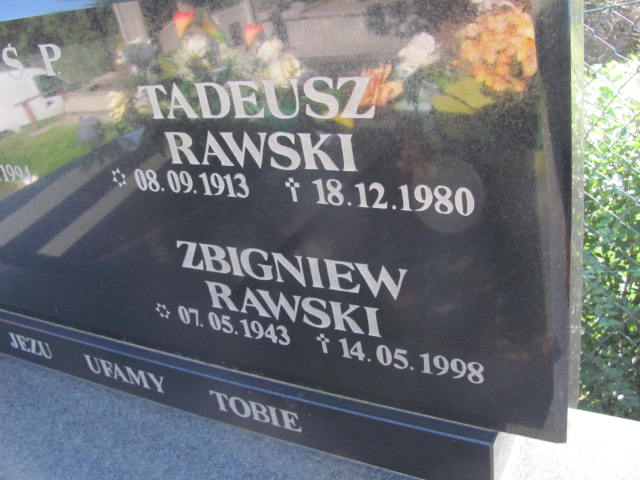 Ś. P.
1994
TADEUSZ
RAWSKI
08.09.1913 † 18.12.1980
ZBIGNIEW
RAWSKI
07.05.1943 † 14.05.1998
JEZU UFAMY TOBIE